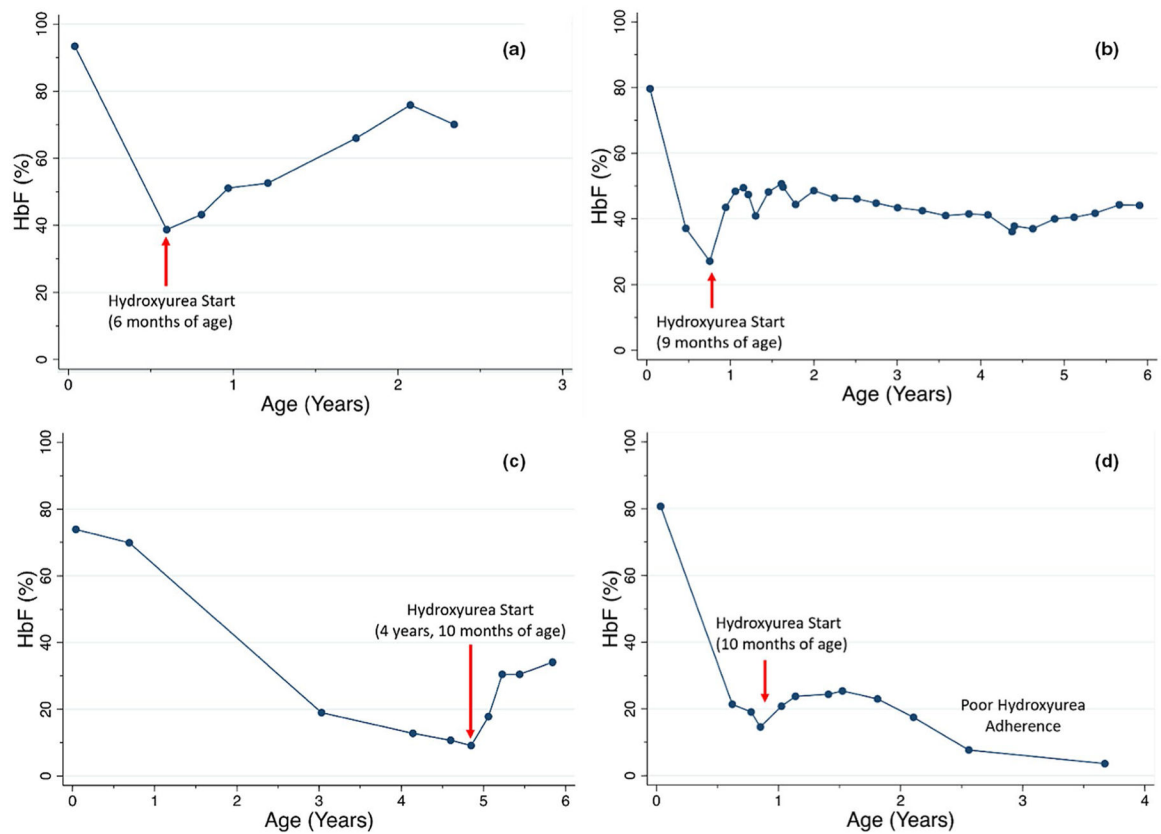 (a)
HbF (%)
100
80
60
40
20
0
Hydroxyurea Start
(6 months of age)
0 1 2 3
Age (Years)
(b)
HbF (%)
100
80
60
40
20
0
Hydroxyurea Start
(9 months of age)
0 1 2 3 4 5 6
Age (Years)
(c)
HbF (%)
100
80
60
40
20
0
Hydroxyurea Start
(4 years, 10 months of age)
0 1 2 3 4 5 6
Age (Years)
(d)
HbF (%)
100
80
60
40
20
0
Hydroxyurea Start
(10 months of age)
Poor Hydroxyurea
Adherence
0 1 2 3 4
Age (Years)